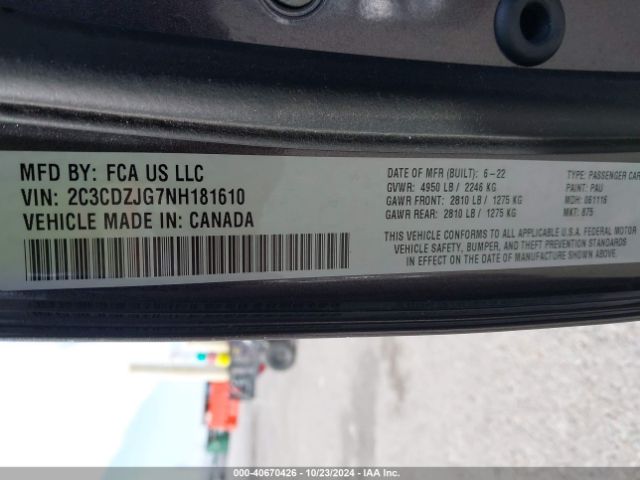 MFD BY: FCA US LLC
VIN: 2C3CDZJG7NH181610
VEHICLE MADE IN: CANADA
DATE OF MFR (BUILT): 6-22
GVWR: 4950 LB / 2246 KG
GAWR FRONT: 2810 LB / 1275 KG
GAWR REAR: 2810 LB / 1275 KG
TYPE: PASSENGER CAR
PAINT: PAU
MDH: 061116
MKT: 875
THIS VEHICLE CONFORMS TO ALL APPLICABLE U.S.A. FEDERAL MOTOR
VEHICLE SAFETY, BUMPER, AND THEFT PREVENTION STANDARDS
IN EFFECT ON THE DATE OF MANUFACTURE SHOWN ABOVE.
000-40670426 - 10/23/2024 - IAA Inc.